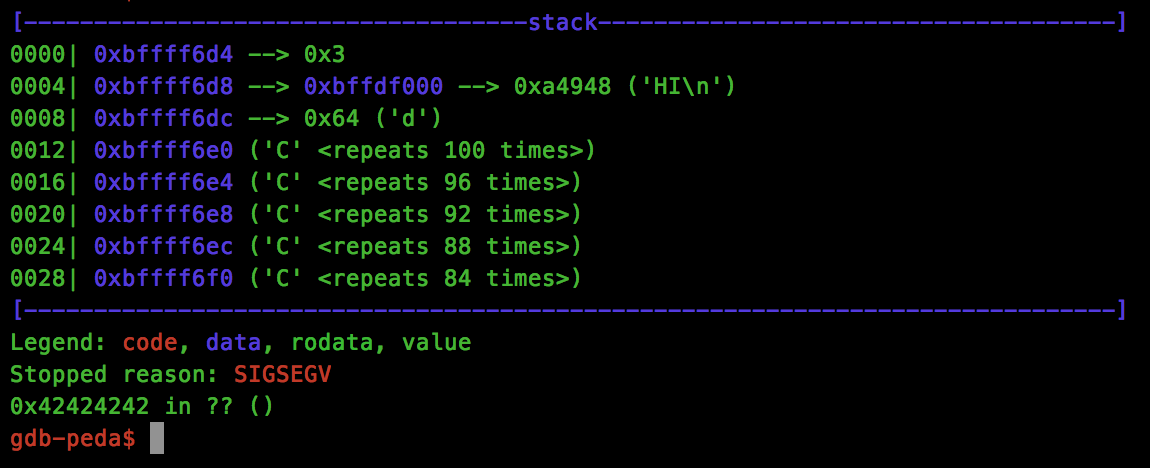 [------------------------------------stack-------------------------------------]
0000| 0xbffff6d4 --> 0x3
0004| 0xbffff6d8 --> 0xbffdf000 --> 0xa4948 ('HI\n')
0008| 0xbffff6dc --> 0x64 ('d')
0012| 0xbffff6e0 ('C' <repeats 100 times>)
0016| 0xbffff6e4 ('C' <repeats 96 times>)
0020| 0xbffff6e8 ('C' <repeats 92 times>)
0024| 0xbffff6ec ('C' <repeats 88 times>)
0028| 0xbffff6f0 ('C' <repeats 84 times>)
[------------------------------------------------------------------------------]
Legend: code, data, rodata, value
Stopped reason: SIGSEGV
0x42424242 in ?? ()
gdb-peda$